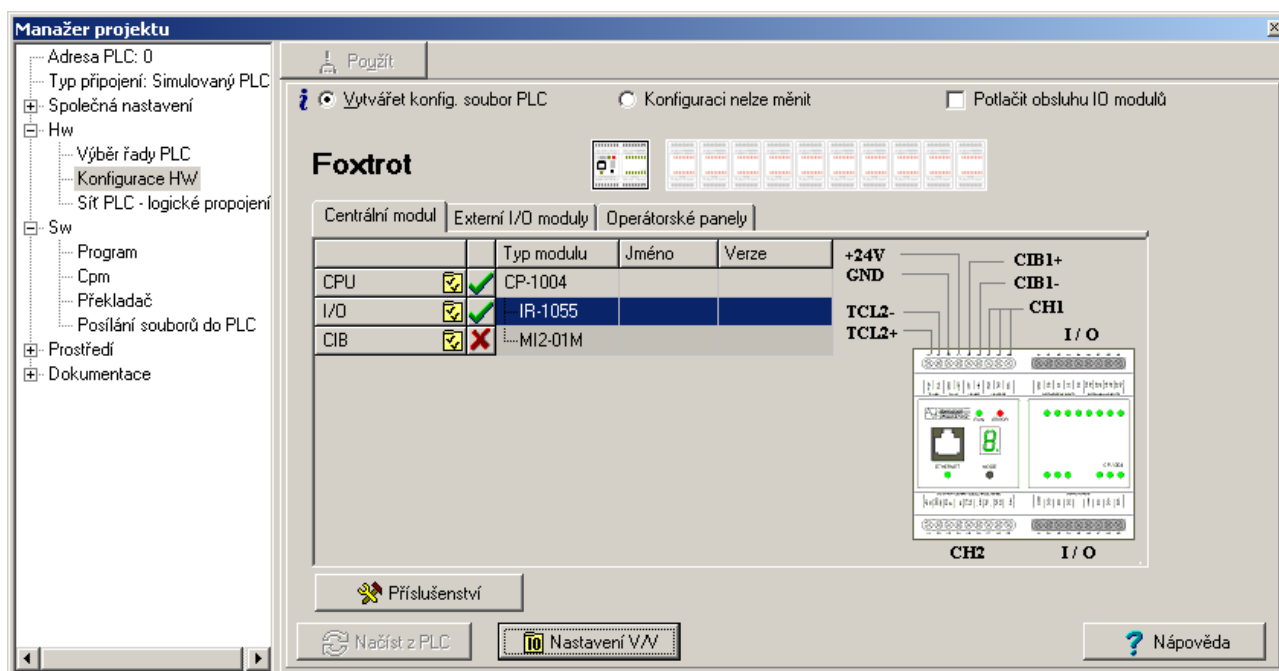 Manažer projektu
Adresa PLC: 0
Typ připojení: Simulovaný PLC
Společná nastavení
Hw
Výběr řady PLC
Konfigurace HW
Síť PLC - logické propojení
Sw
Program
Cpm
Překladač
Posílání souborů do PLC
Prostředí
Dokumentace
Použít
Vytvářet konfig. soubor PLC
Konfiguraci nelze měnit
Potlačit obsluhu IO modulů
Foxtrot
Centrální modul
Externí I/O moduly
Operátorské panely
Typ modulu Jméno Verze
CPU CP-1004
I/O IR-1055
CIB MI2-01M
+24V
GND
TCL2-
TCL2+
CIB1+
CIB1-
CH1
I/O
CH2
I/O
Příslušenství
Načíst z PLC
Nastavení V/V
Nápověda